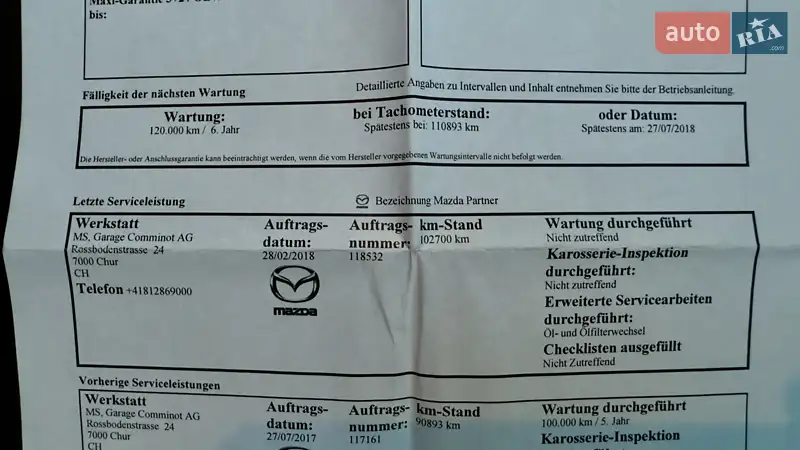 bis:
auto RIA .com
Fälligkeit der nächsten Wartung
Detaillierte Angaben zu Intervallen und Inhalt entnehmen Sie bitte der Betriebsanleitung.
Wartung: bei Tachometerstand: oder Datum:
120.000 km / 6. Jahr Spätestens bei: 110893 km Spätestens am: 27/07/2018
Die Hersteller- oder Anschlussgarantie kann beeinträchtigt werden, wenn die vom Hersteller vorgegebenen Wartungsintervalle nicht befolgt werden.
Letzte Serviceleistung
Bezeichnung Mazda Partner
Werkstatt
MS, Garage Comminot AG
Rossbodenstrasse 24
7000 Chur
CH
Telefon +41812869000
Auftrags-
datum:
28/02/2018
mazda
Auftrags-
nummer:
118532
km-Stand
102700 km
Wartung durchgeführt
Nicht zutreffend
Karosserie-Inspektion
durchgeführt:
Nicht zutreffend
Erweiterte Servicearbeiten
durchgeführt:
Öl- und Ölfilterwechsel
Checklisten ausgefüllt
Nicht Zutreffend
Vorherige Serviceleistungen
Werkstatt
MS, Garage Comminot AG
Rossbodenstrasse 24
7000 Chur
CH
Auftrags-
datum:
27/07/2017
Auftrags-
nummer:
117161
km-Stand
90893 km
Wartung durchgeführt
100.000 km / 5. Jahr
Karosserie-Inspektion